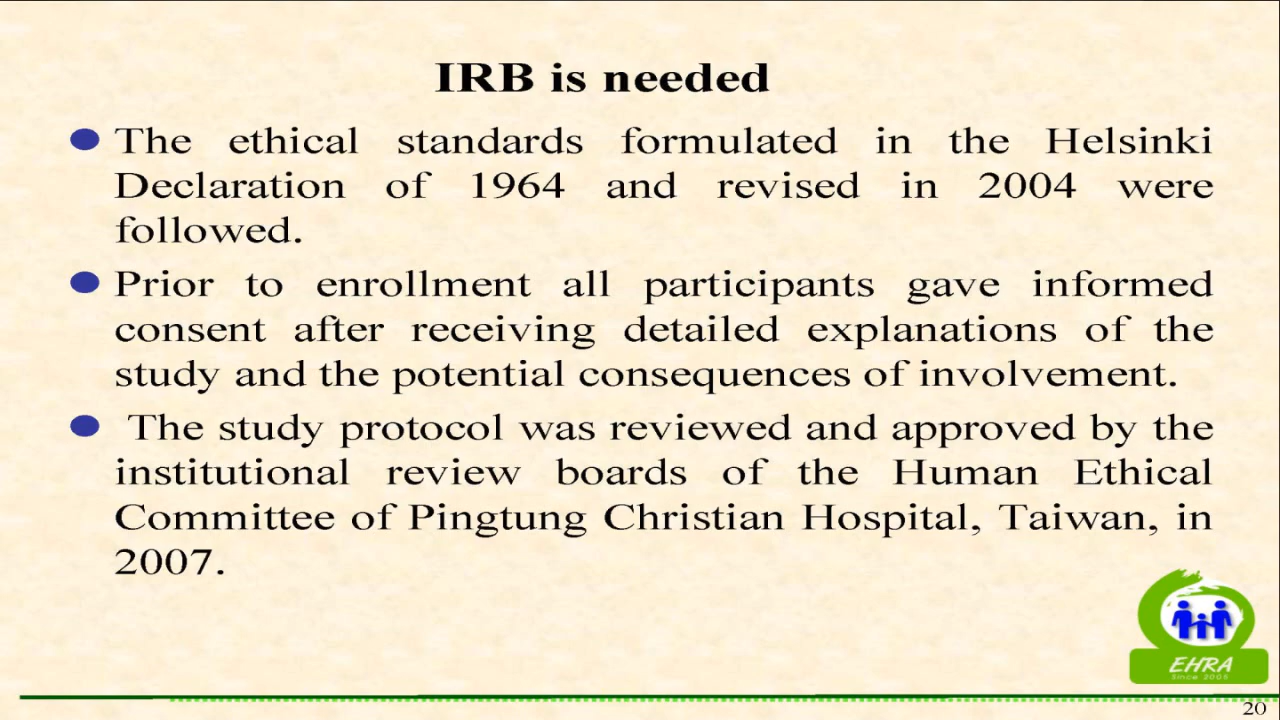 IRB is needed
The ethical standards formulated in the Helsinki
Declaration of 1964 and revised in 2004 were
followed.
Prior to enrollment all participants gave informed
consent after receiving detailed explanations of the
study and the potential consequences of involvement.
The study protocol was reviewed and approved by the
institutional review boards of the Human Ethical
Committee of Pingtung Christian Hospital, Taiwan, in
2007.
EHRA
Since 2005
20